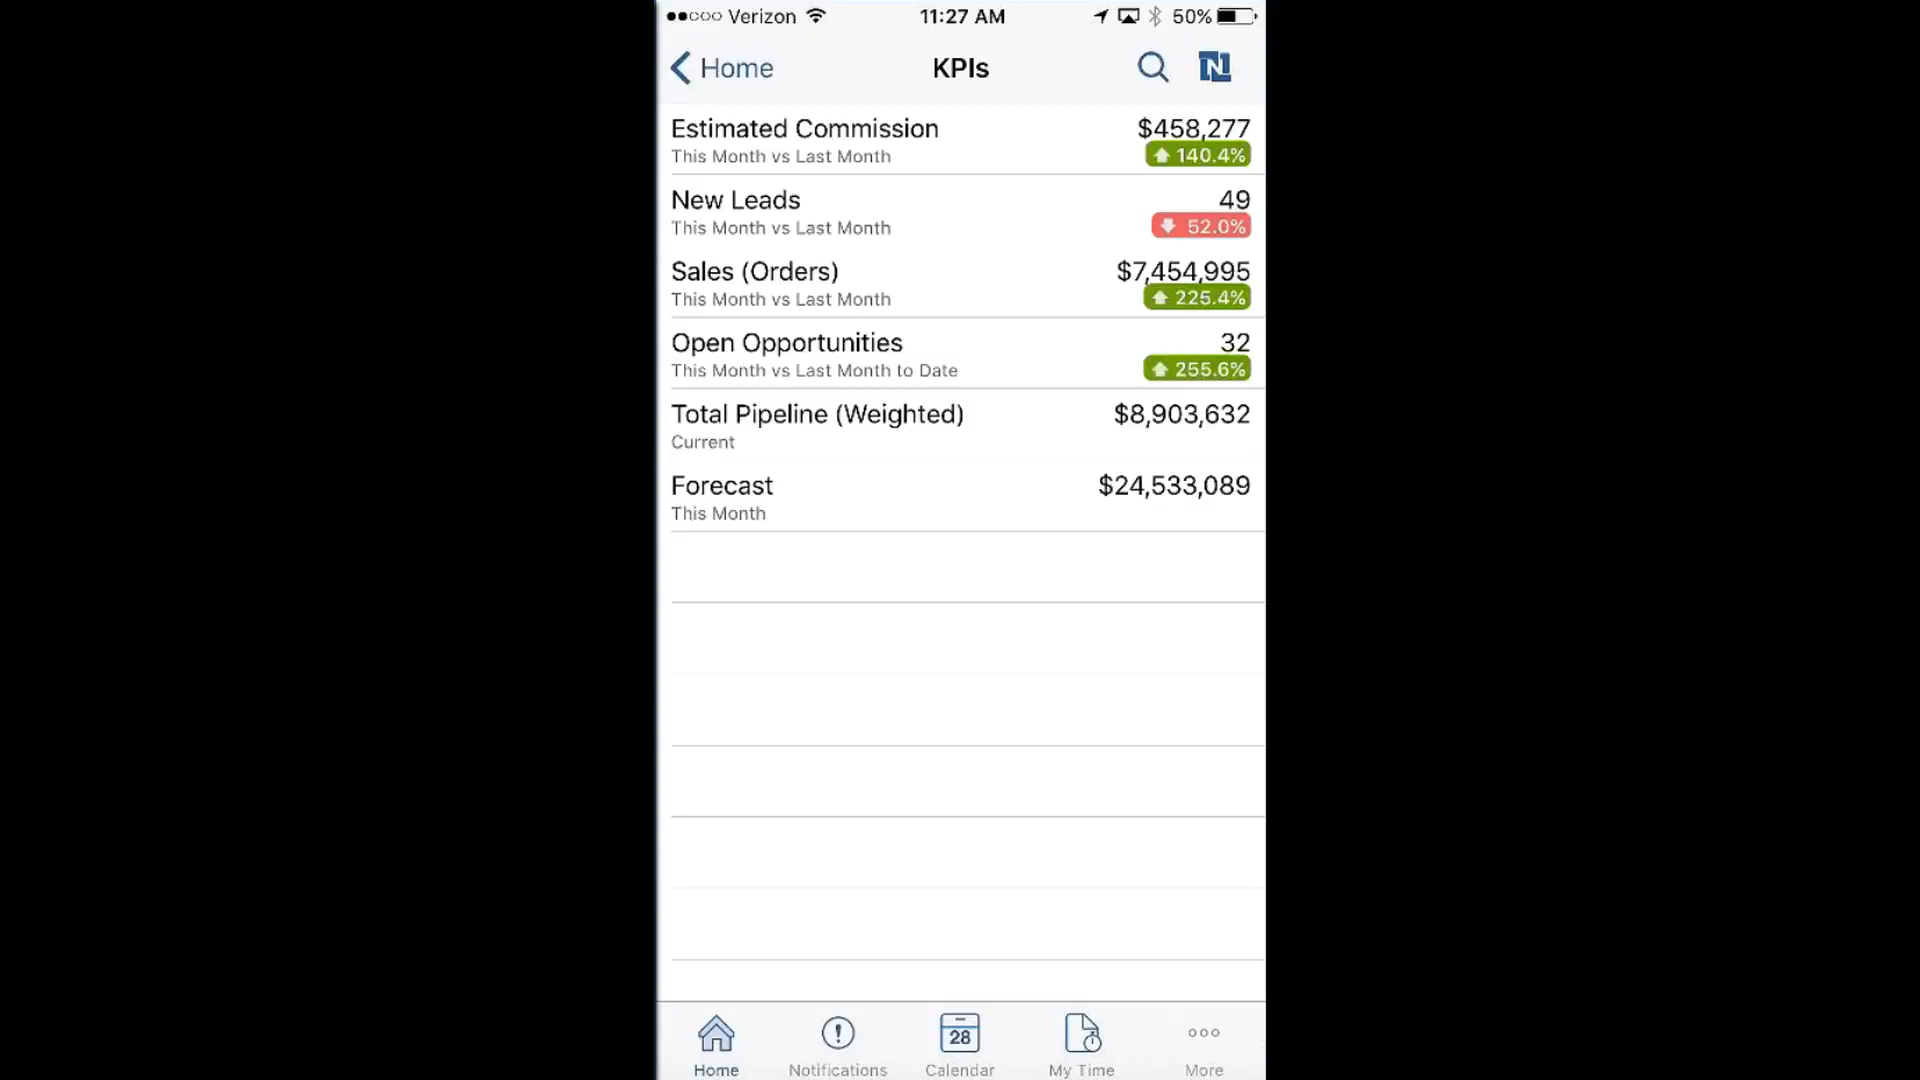 Verizon 11:27 AM 50%
Home KPIs N
Estimated Commission $458,277
This Month vs Last Month 140.4%
New Leads 49
This Month vs Last Month 52.0%
Sales (Orders) $7,454,995
This Month vs Last Month 225.4%
Open Opportunities 32
This Month vs Last Month to Date 255.6%
Total Pipeline (Weighted) $8,903,632
Current
Forecast $24,533,089
This Month
28
Home Notifications Calendar My Time More